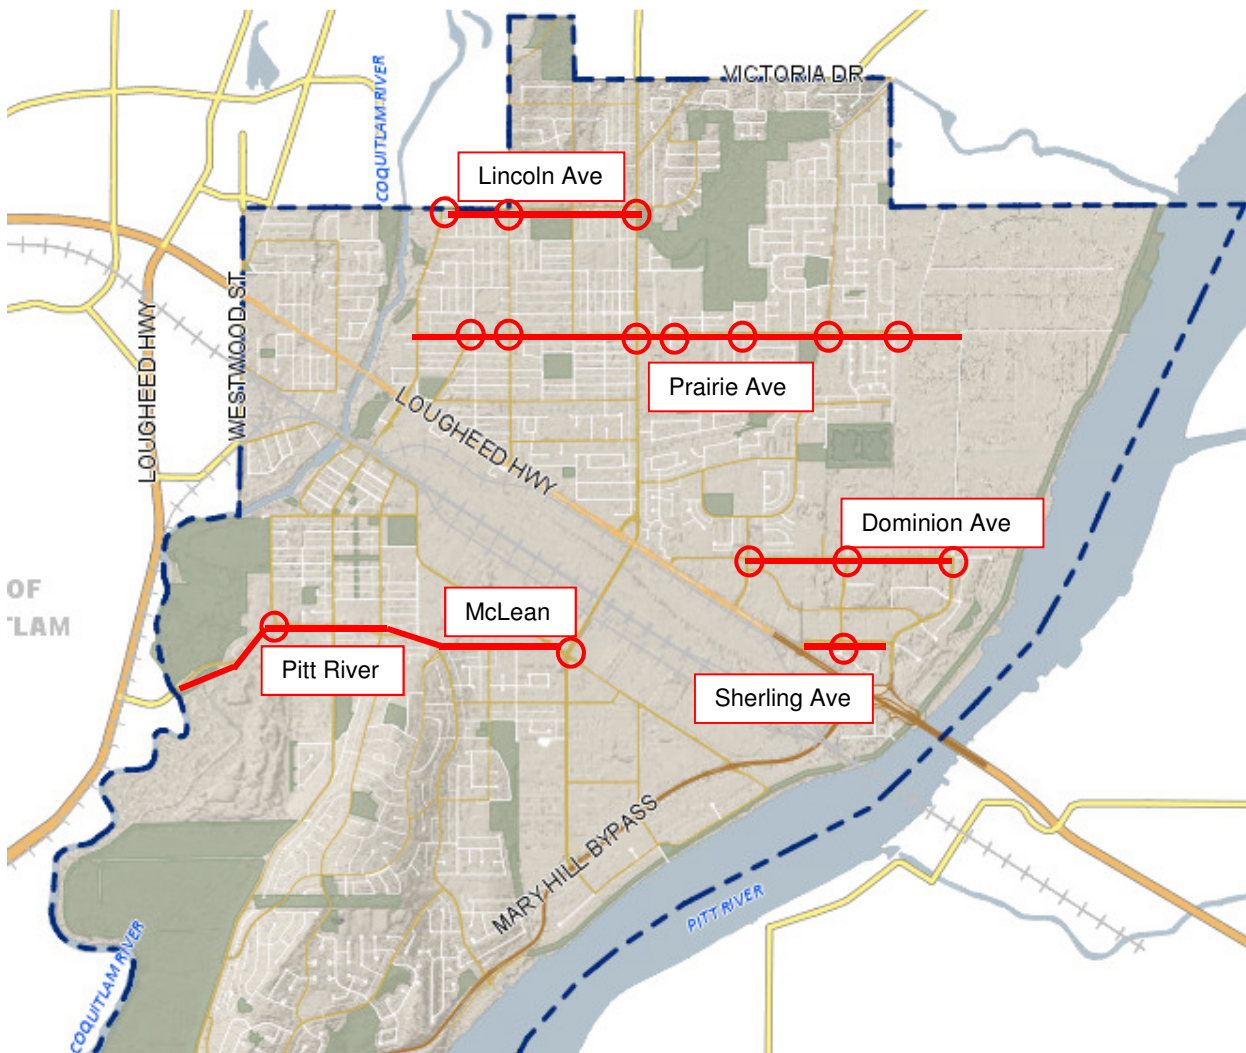 VICTORIA DR
COQUITLAM RIVER
Lincoln Ave
LOUGHEED HWY
WESTWOOD ST
Prairie Ave
LOUGHEED HWY
Dominion Ave
OF
TLAM
McLean
Pitt River
Sherling Ave
MARY HILL BYPASS
PITT RIVER
COQUITLAM RIVER